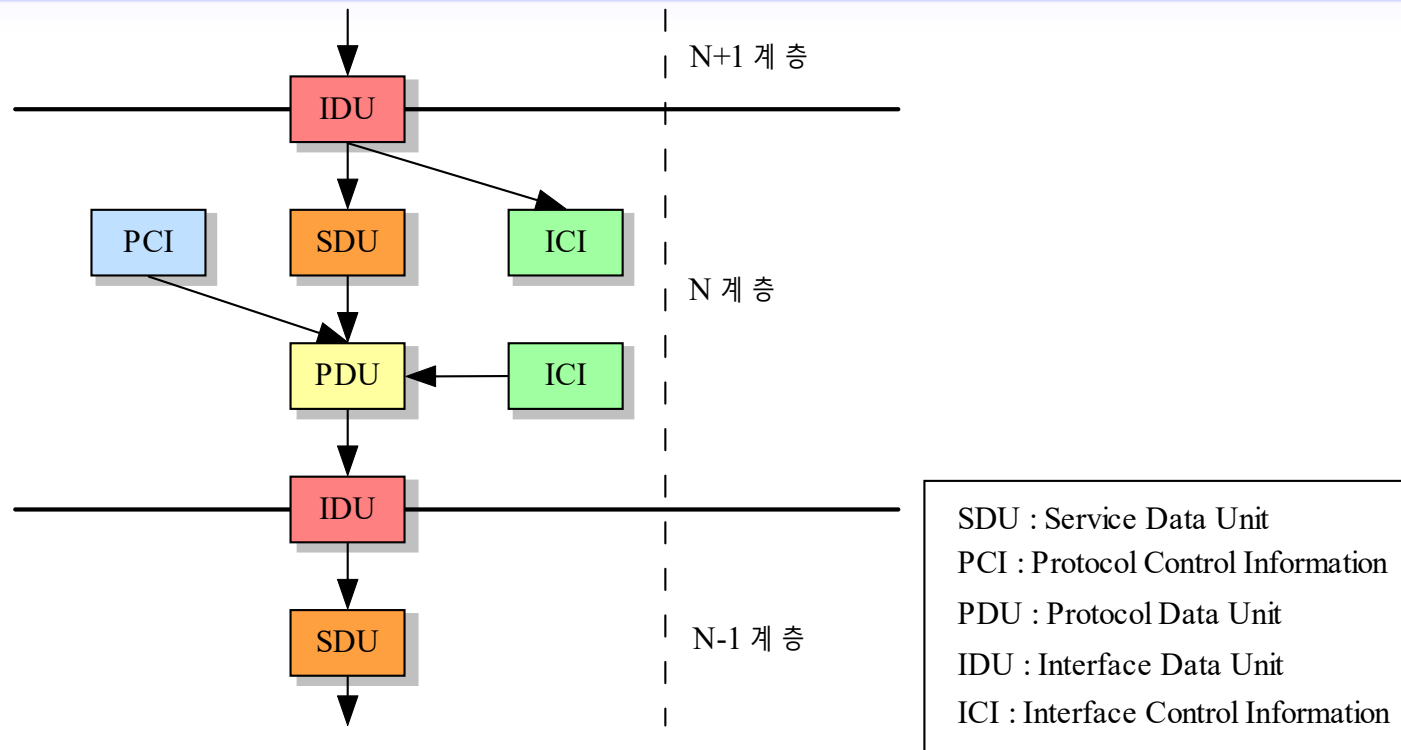 N+1 계 층
IDU
PCI
SDU
ICI
N 계 층
PDU
ICI
IDU
SDU
N-1 계 층
SDU : Service Data Unit
PCI : Protocol Control Information
PDU : Protocol Data Unit
IDU : Interface Data Unit
ICI : Interface Control Information